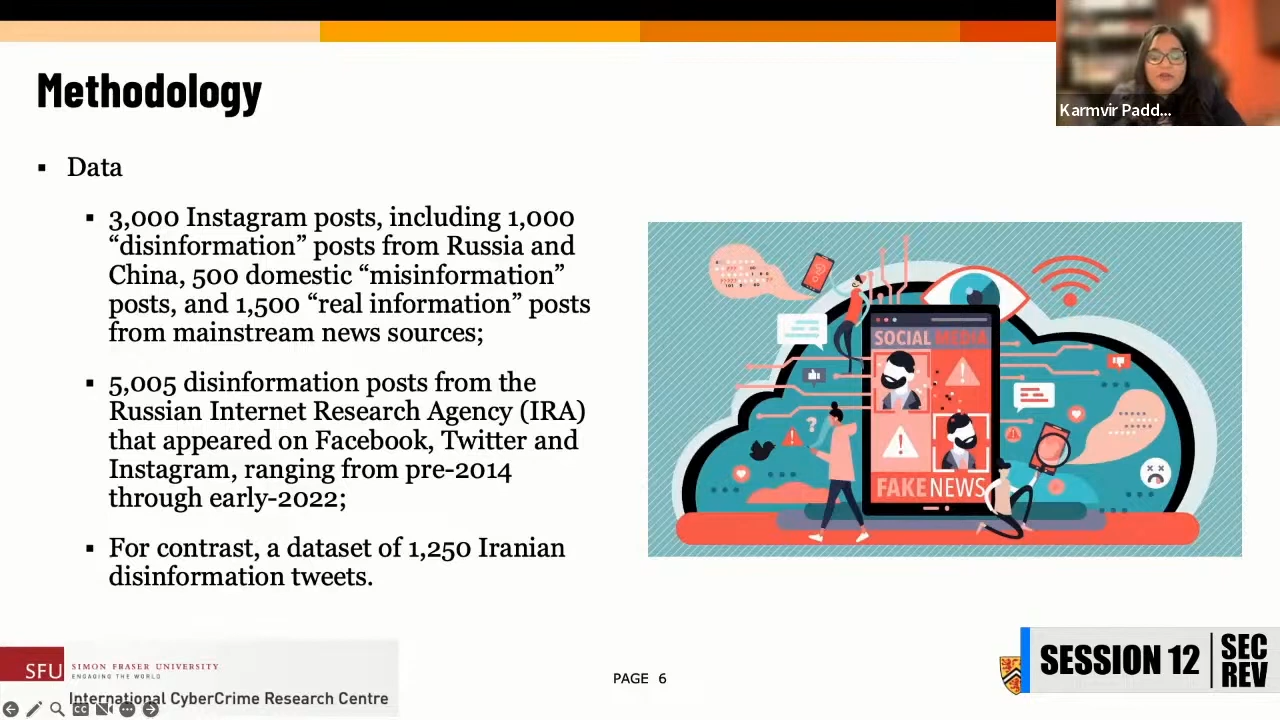 Methodology
Karmvir Padd...
▪ Data
▪ 3,000 Instagram posts, including 1,000
“disinformation” posts from Russia and
China, 500 domestic “misinformation”
posts, and 1,500 “real information” posts
from mainstream news sources;
▪ 5,005 disinformation posts from the
Russian Internet Research Agency (IRA)
that appeared on Facebook, Twitter and
Instagram, ranging from pre-2014
through early-2022;
▪ For contrast, a dataset of 1,250 Iranian
disinformation tweets.
SOCIAL MEDIA
FAKE NEWS
SFU
SIMON FRASER UNIVERSITY
ENGAGING THE WORLD
International CyberCrime Research Centre
CC
PAGE 6
SESSION 12
SEC
REV